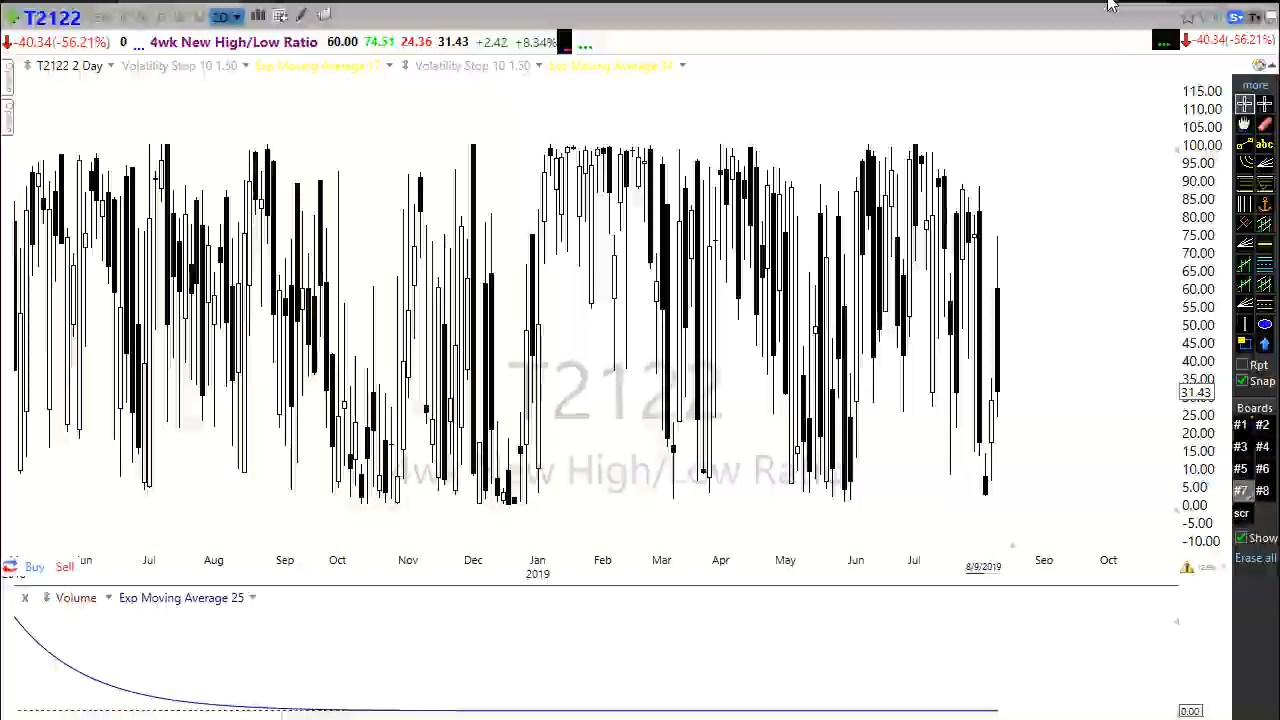 T2122
1D
-40.34(-56.21%) 0 ... 4wk New High/Low Ratio 60.00 74.51 24.36 31.43 +2.42 +8.34% -40.34(-56.21%)
T2122 2 Day Volatility Stop 10 1.50 Exp Moving Average 17 Volatility Stop 10 1.50 Exp Moving Average 34
more
115.00
110.00
105.00
100.00
95.00
90.00
85.00
80.00
75.00
70.00
65.00
60.00
55.00
50.00
45.00
40.00
35.00
31.43
25.00
20.00
15.00
10.00
5.00
0.00
-5.00
-10.00
abc
Rpt
Snap
Boards
#1 #2
#3 #4
#5 #6
#7 #8
scr
Show
Erase all
T2122
4wk New High/Low Ratio
Jul Aug Sep Oct Nov Dec Jan Feb Mar Apr May Jun Jul 8/9/2019 Sep Oct
2019
Buy Sell
x Volume Exp Moving Average 25
0.00